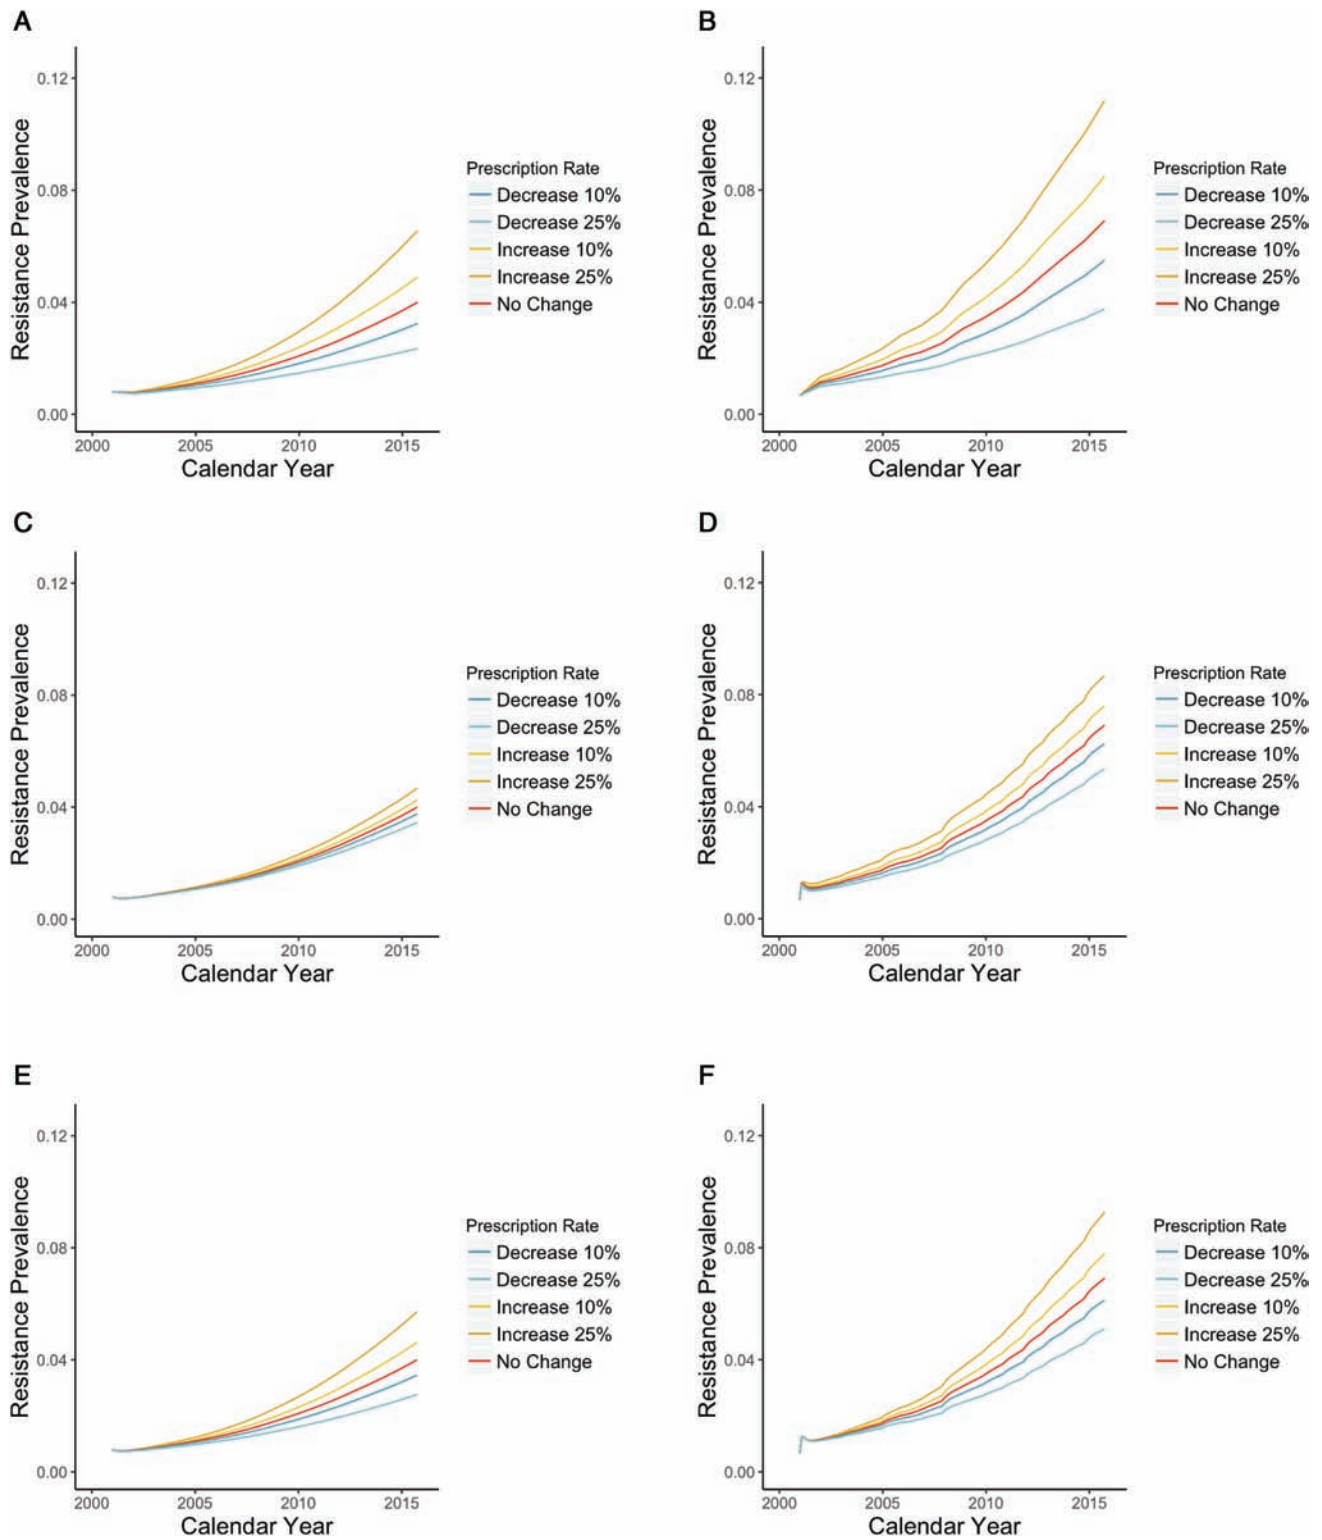 A
Resistance Prevalence
0.12
0.08
0.04
0.00
2000 2005 2010 2015
Calendar Year
Prescription Rate
Decrease 10%
Decrease 25%
Increase 10%
Increase 25%
No Change
B
Resistance Prevalence
0.12
0.08
0.04
0.00
2000 2005 2010 2015
Calendar Year
Prescription Rate
Decrease 10%
Decrease 25%
Increase 10%
Increase 25%
No Change
C
Resistance Prevalence
0.12
0.08
0.04
0.00
2000 2005 2010 2015
Calendar Year
Prescription Rate
Decrease 10%
Decrease 25%
Increase 10%
Increase 25%
No Change
D
Resistance Prevalence
0.12
0.08
0.04
0.00
2000 2005 2010 2015
Calendar Year
Prescription Rate
Decrease 10%
Decrease 25%
Increase 10%
Increase 25%
No Change
E
Resistance Prevalence
0.12
0.08
0.04
0.00
2000 2005 2010 2015
Calendar Year
Prescription Rate
Decrease 10%
Decrease 25%
Increase 10%
Increase 25%
No Change
F
Resistance Prevalence
0.12
0.08
0.04
0.00
2000 2005 2010 2015
Calendar Year
Prescription Rate
Decrease 10%
Decrease 25%
Increase 10%
Increase 25%
No Change